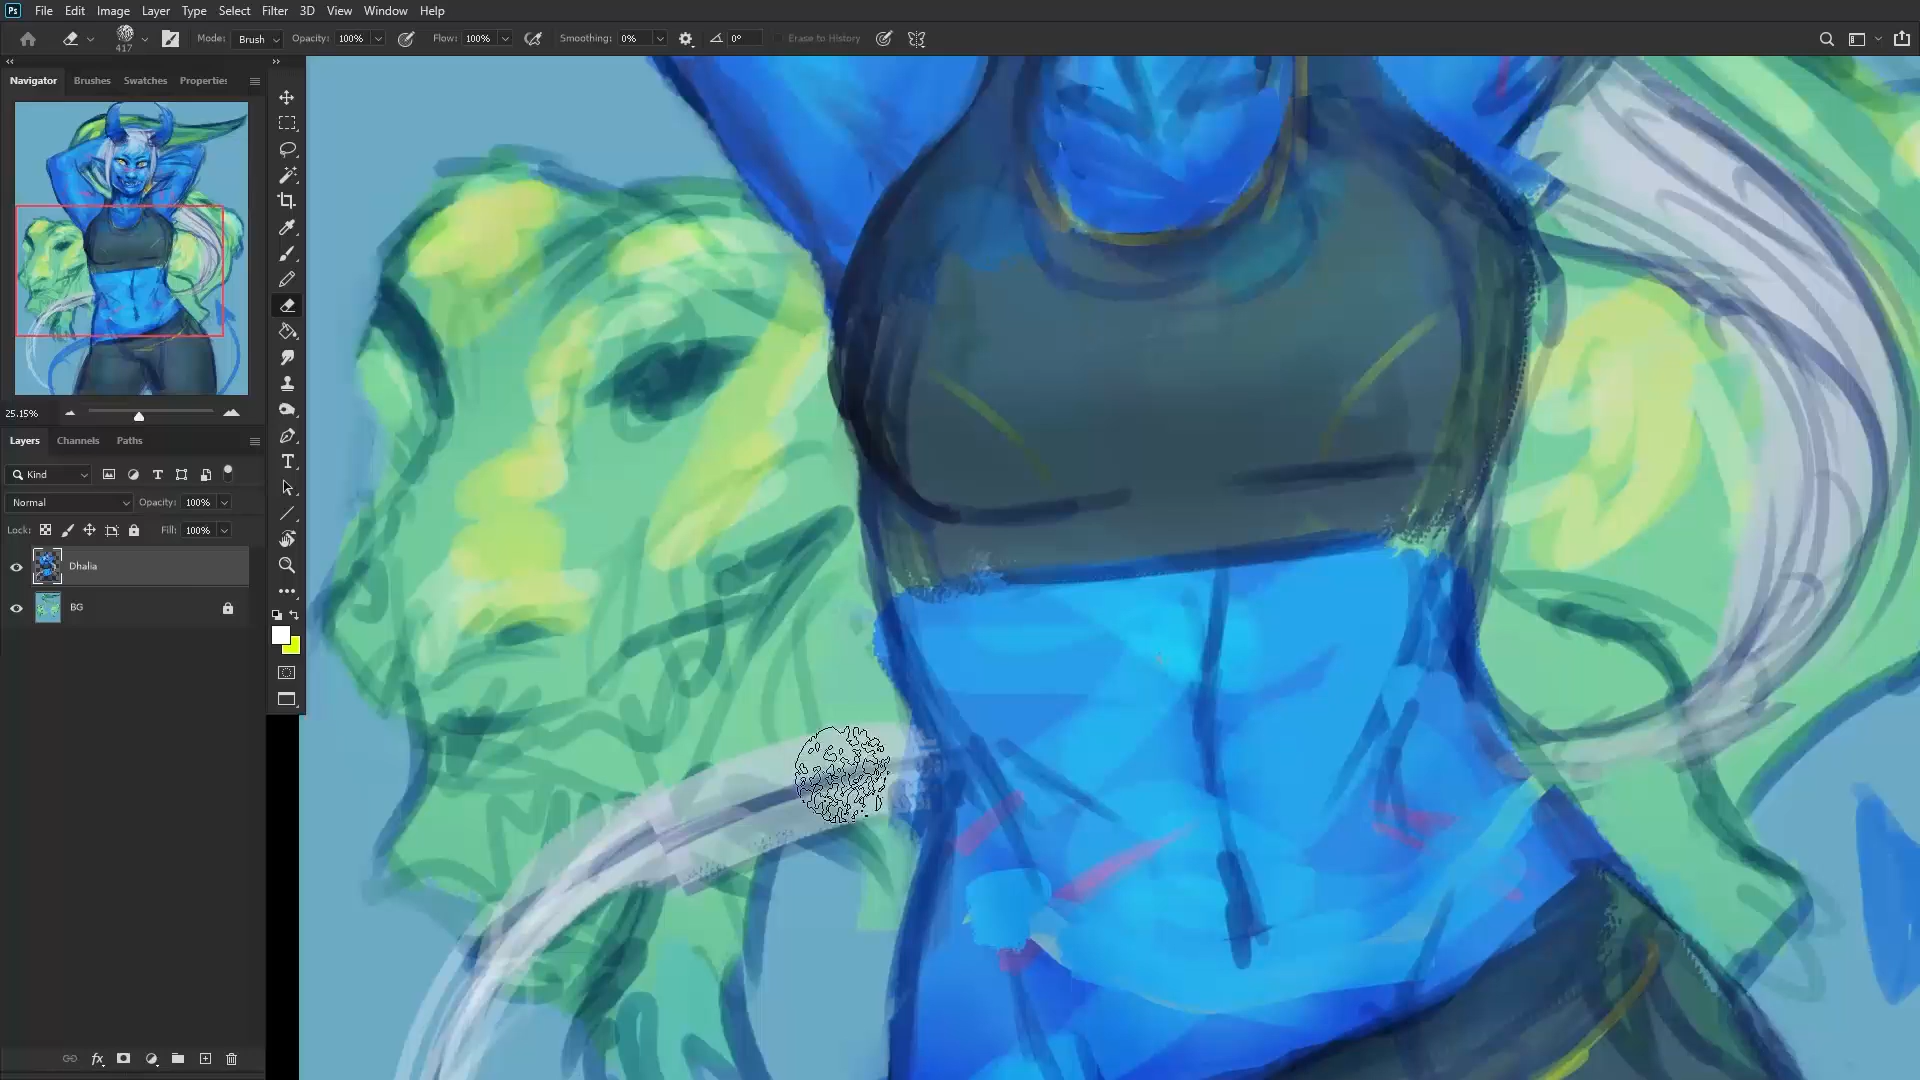 Ps File Edit Image Layer Type Select Filter 3D View Window Help
417 Mode: Brush Opacity: 100% Flow: 100% Smoothing: 0% 0° Erase to History
Navigator Brushes Swatches Properties
25.15%
Layers Channels Paths
Kind
Normal Opacity: 100%
Lock: Fill: 100%
Dhalia
BG
fx